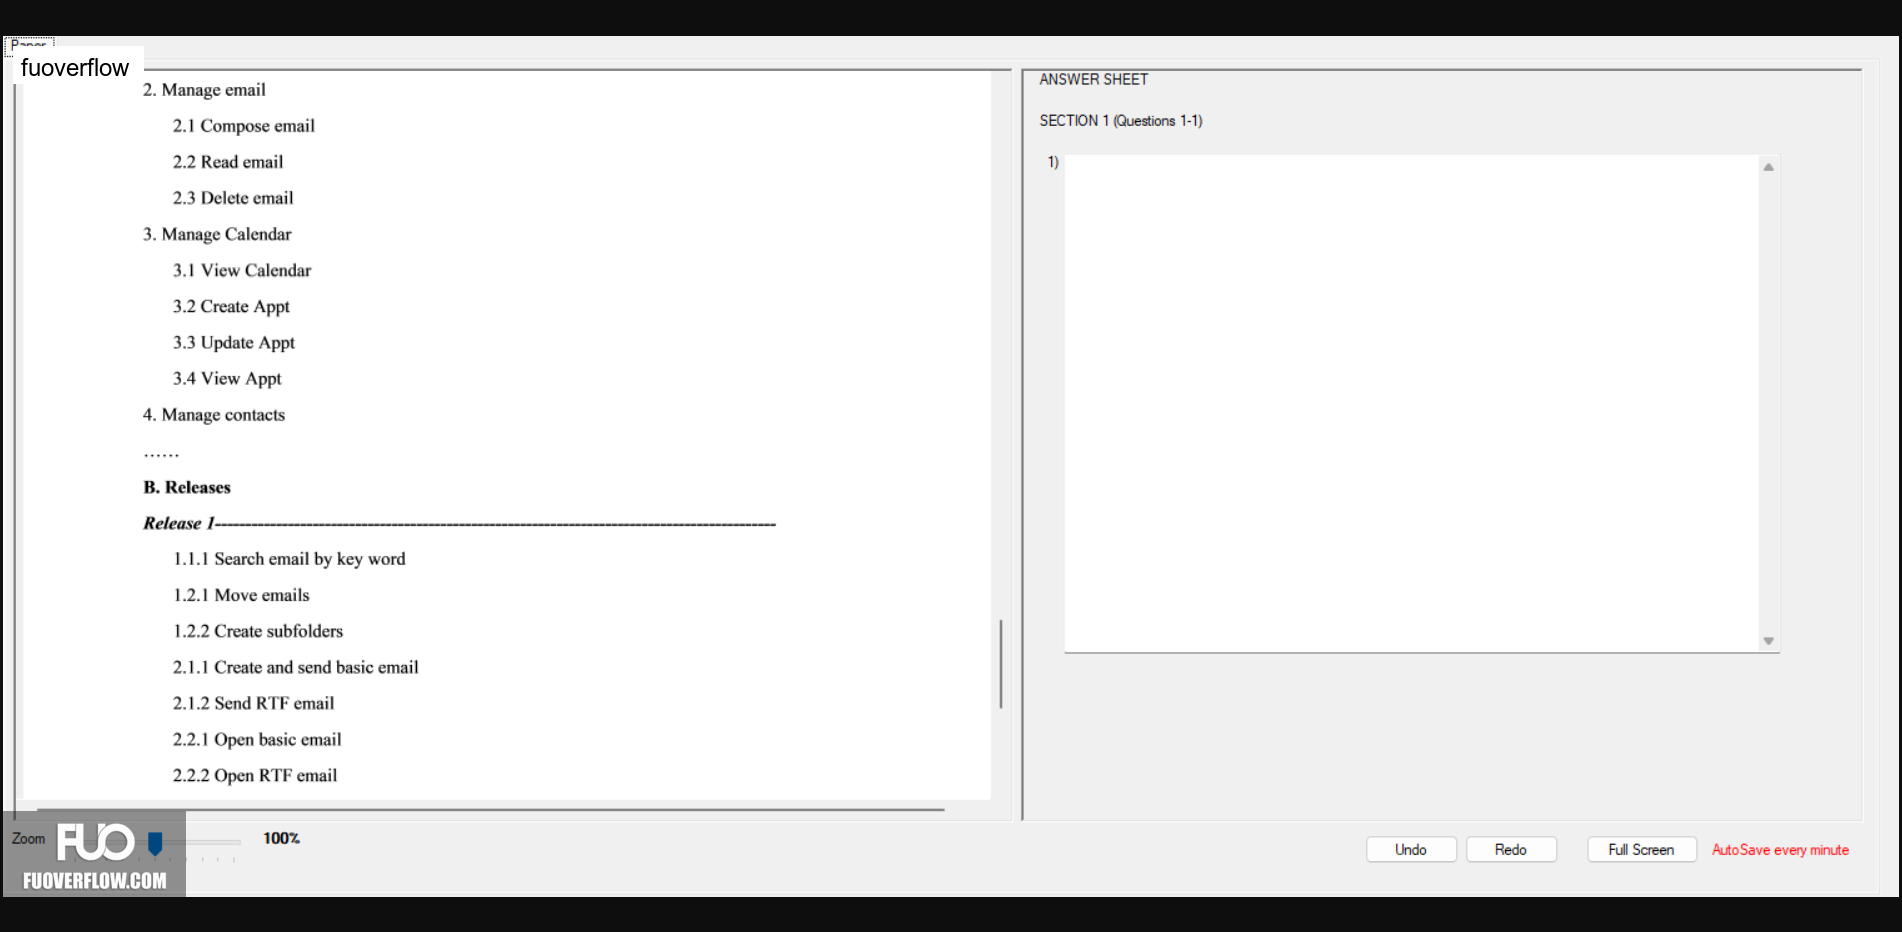 Paper
fuoverflow
2. Manage email
2.1 Compose email
2.2 Read email
2.3 Delete email
3. Manage Calendar
3.1 View Calendar
3.2 Create Appt
3.3 Update Appt
3.4 View Appt
4. Manage contacts
......
B. Releases
Release 1-----------------------------------------------------------------------------------------------
1.1.1 Search email by key word
1.2.1 Move emails
1.2.2 Create subfolders
2.1.1 Create and send basic email
2.1.2 Send RTF email
2.2.1 Open basic email
2.2.2 Open RTF email
ANSWER SHEET
SECTION 1 (Questions 1-1)
1)
Zoom
100%
FUO
FUOVERFLOW.COM
Undo
Redo
Full Screen
AutoSave every minute